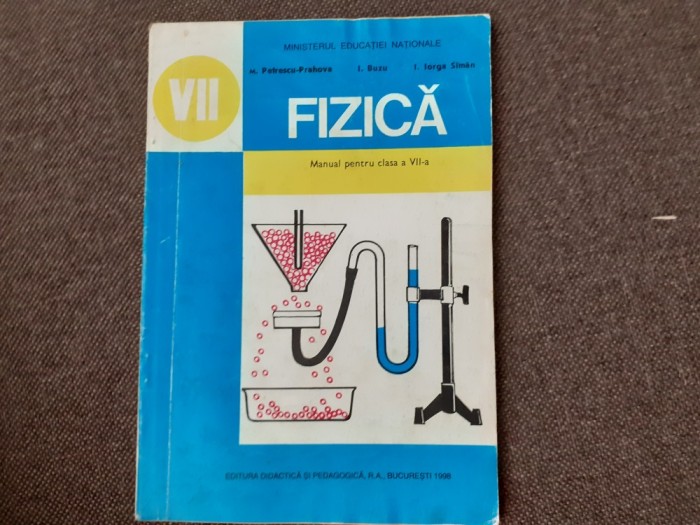 MINISTERUL EDUCAȚIEI NAȚIONALE
M. Petrescu-Prahova I. Buzu I. Iorga Simăn
VII
FIZICĂ
Manual pentru clasa a VII-a
EDITURA DIDACTICĂ ȘI PEDAGOGICĂ, R.A., BUCUREȘTI 1998